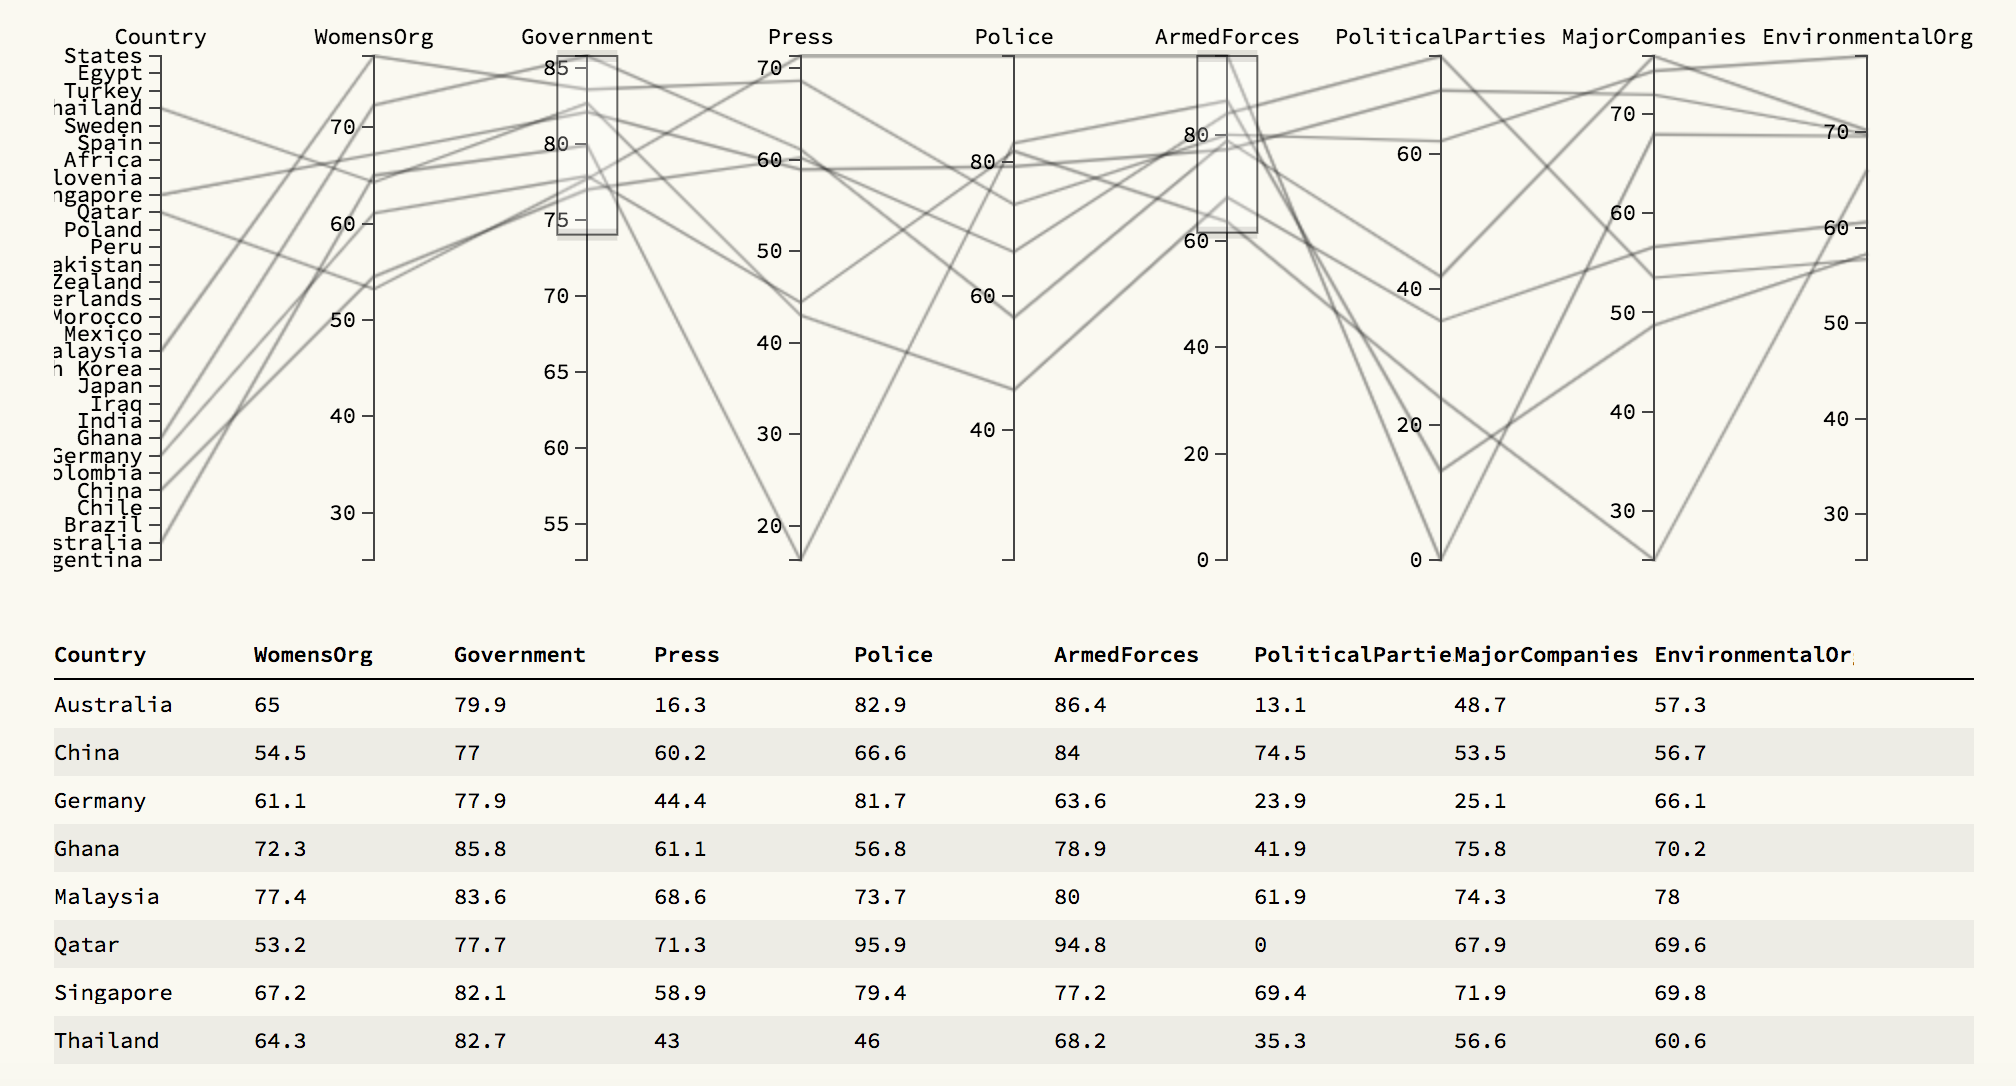 Country WomensOrg Government Press Police ArmedForces PoliticalParties MajorCompanies EnvironmentalOrg
States
Egypt
Turkey
hailand
Sweden
Spain
Africa
lovenia
ngapore
Qatar
Poland
Peru
akistan
Zealand
erlands
Morocco
Mexico
alaysia
n Korea
Japan
Iraq
India
Ghana
Germany
olombia
China
Chile
Brazil
stralia
gentina
70
60
50
40
30
85
80
75
70
65
60
55
70
60
50
40
30
20
80
60
40
80
60
40
20
0
60
40
20
0
70
60
50
40
30
70
60
50
40
30
Country WomensOrg Government Press Police ArmedForces PoliticalPartie MajorCompanies EnvironmentalOr
Australia 65 79.9 16.3 82.9 86.4 13.1 48.7 57.3
China 54.5 77 60.2 66.6 84 74.5 53.5 56.7
Germany 61.1 77.9 44.4 81.7 63.6 23.9 25.1 66.1
Ghana 72.3 85.8 61.1 56.8 78.9 41.9 75.8 70.2
Malaysia 77.4 83.6 68.6 73.7 80 61.9 74.3 78
Qatar 53.2 77.7 71.3 95.9 94.8 0 67.9 69.6
Singapore 67.2 82.1 58.9 79.4 77.2 69.4 71.9 69.8
Thailand 64.3 82.7 43 46 68.2 35.3 56.6 60.6